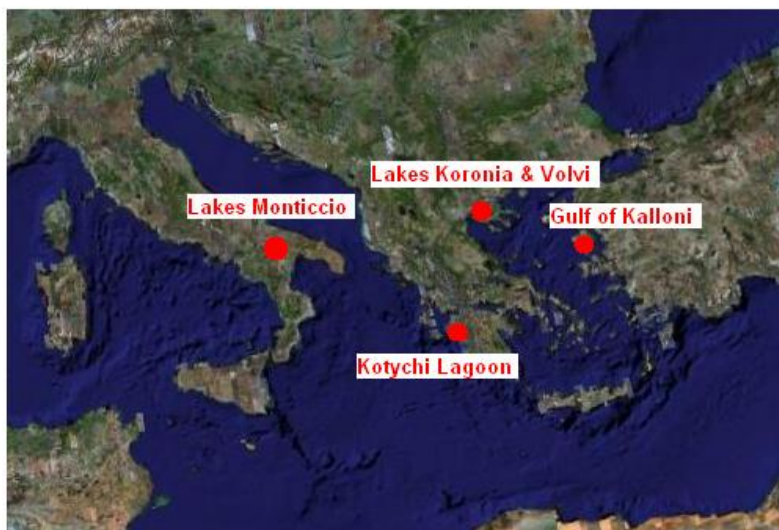 Lakes Koronia & Volvi
Lakes Monticcio
Gulf of Kalloni
Kotychi Lagoon